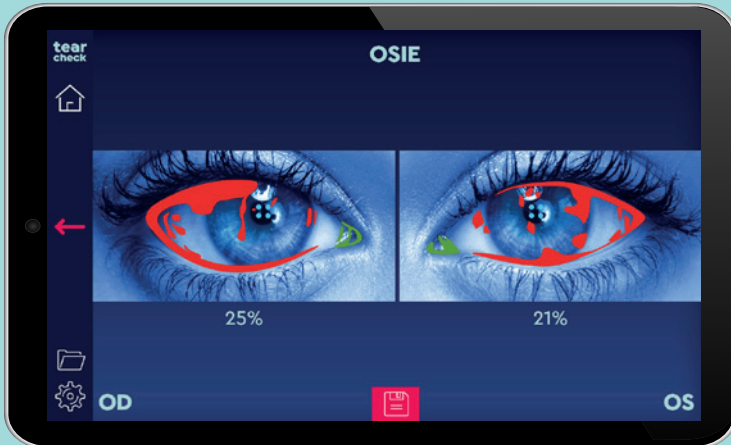 tear
check
OSIE
25%
21%
OD
OS